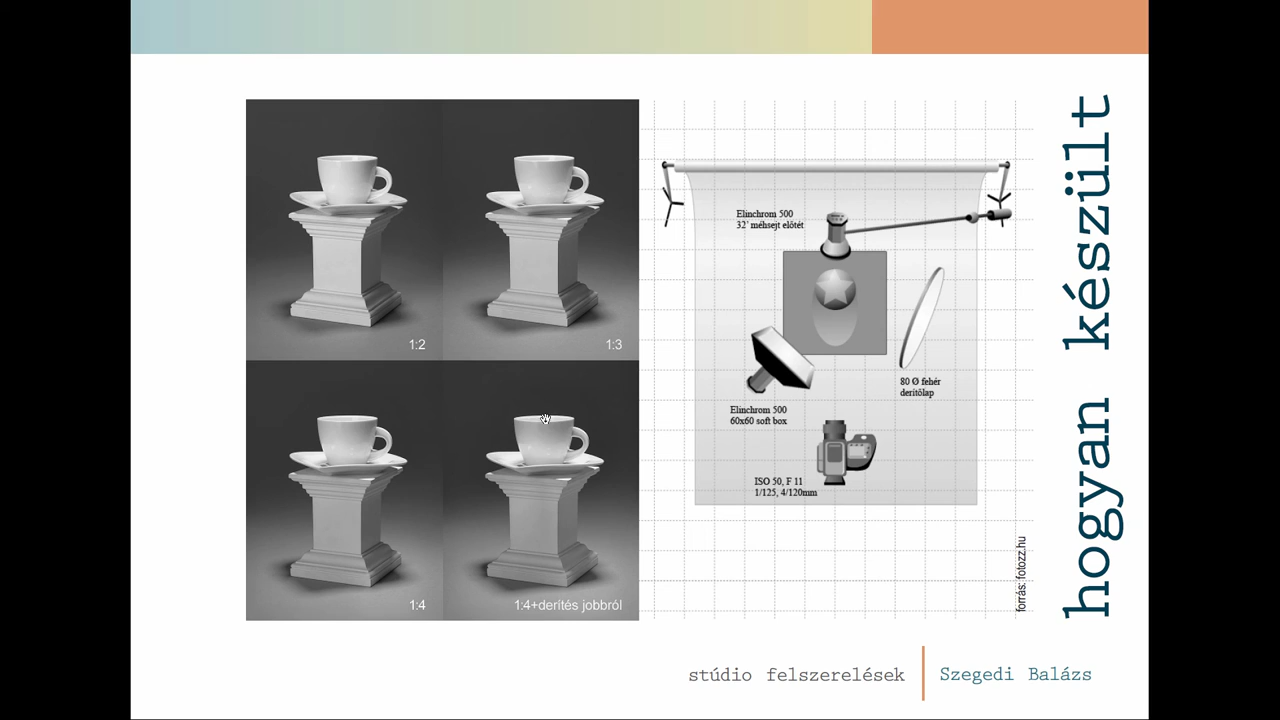 1:2
1:3
1:4
1:4+derítés jobbról
Elinchrom 500
32˚ méhsejt előtét
80 Ø fehér
derítőlap
Elinchrom 500
60x60 soft box
ISO 50, F 11
1/125, 4/120mm
forrás: fotozz.hu
hogyan készült
stúdio felszerelések
Szegedi Balázs